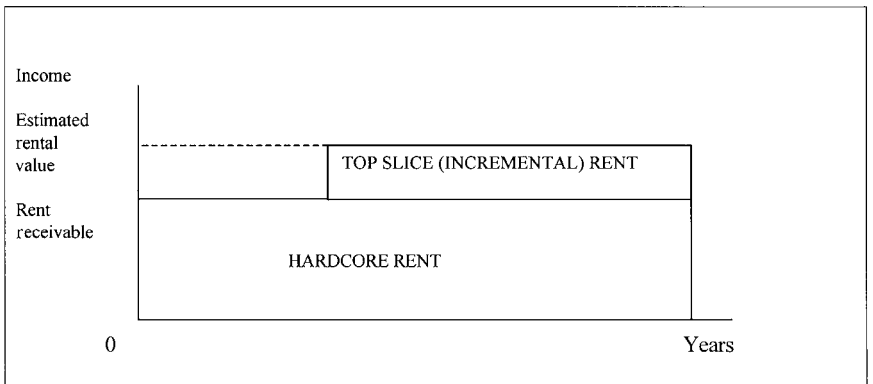 Income
Estimated
rental
value
TOP SLICE (INCREMENTAL) RENT
Rent
receivable
HARDCORE RENT
0
Years